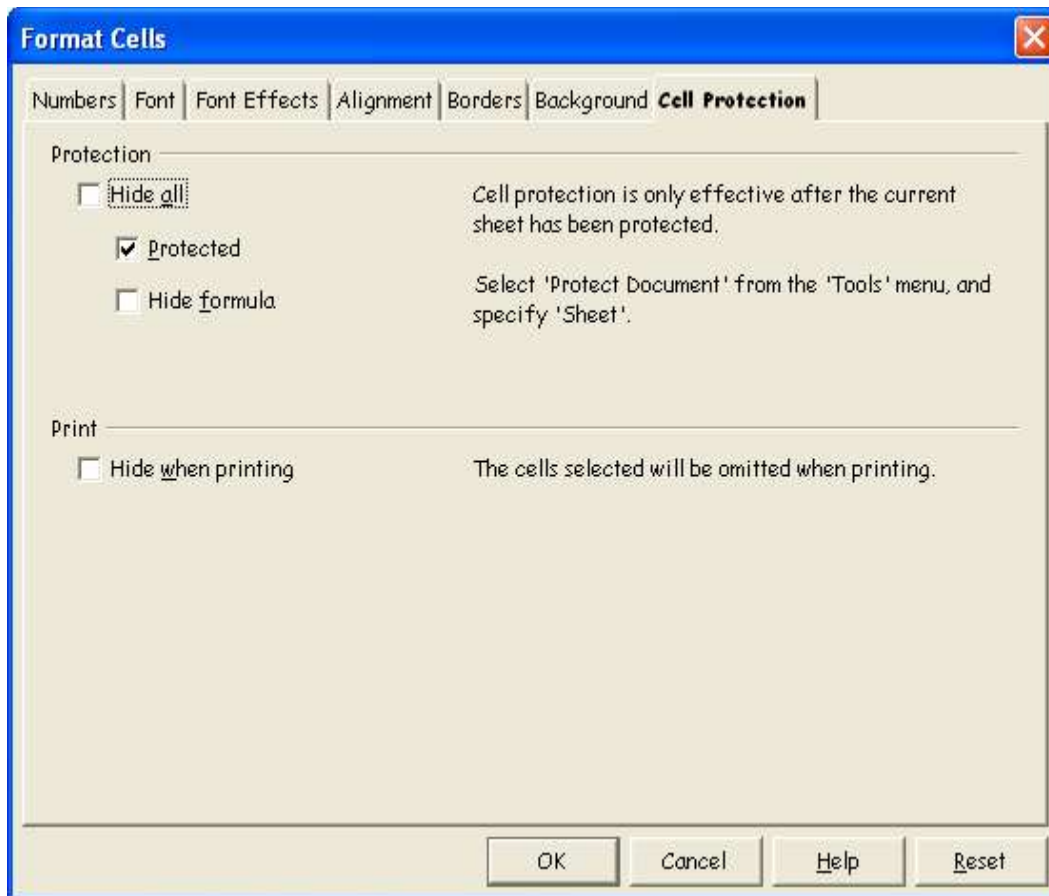 Format Cells
Numbers Font Font Effects Alignment Borders Background Cell Protection
Protection
Hide all
Cell protection is only effective after the current
sheet has been protected.
Protected
Hide formula
Select 'Protect Document' from the 'Tools' menu, and
specify 'Sheet'.
Print
Hide when printing
The cells selected will be omitted when printing.
OK Cancel Help Reset